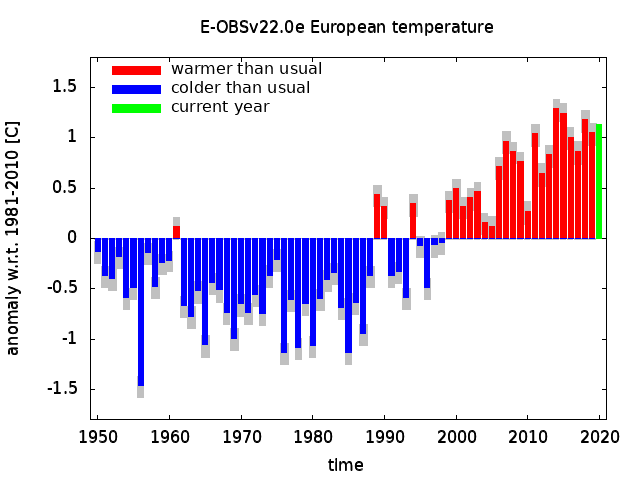 E-OBSv22.0e European temperature
warmer than usual
colder than usual
current year
anomaly w.r.t. 1981-2010 [C]
1.5
1
0.5
0
-0.5
-1
-1.5
1950 1960 1970 1980 1990 2000 2010 2020
time